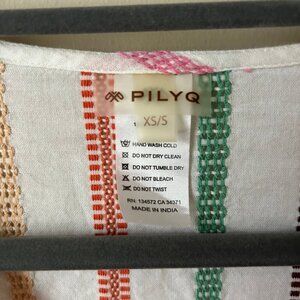 PILYQ
XS/S
HAND WASH COLD
DO NOT DRY CLEAN
DO NOT TUMBLE DRY
DO NOT BLEACH
DO NOT TWIST
RN: 134572 CA 34371
MADE IN INDIA